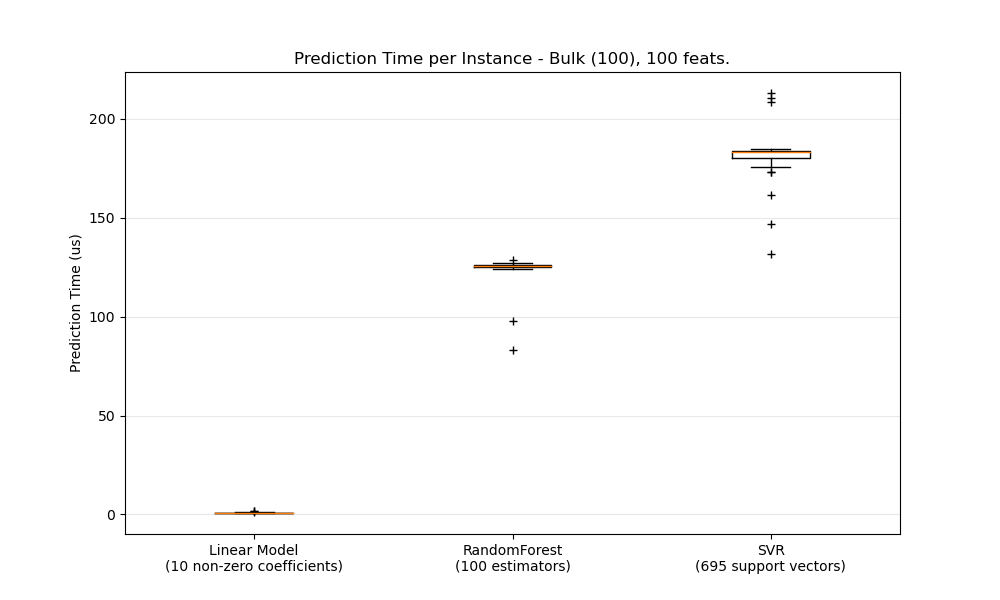 Prediction Time per Instance - Bulk (100), 100 feats.
200
150
100
50
0
Prediction Time (us)
Linear Model
(10 non-zero coefficients)
RandomForest
(100 estimators)
SVR
(695 support vectors)